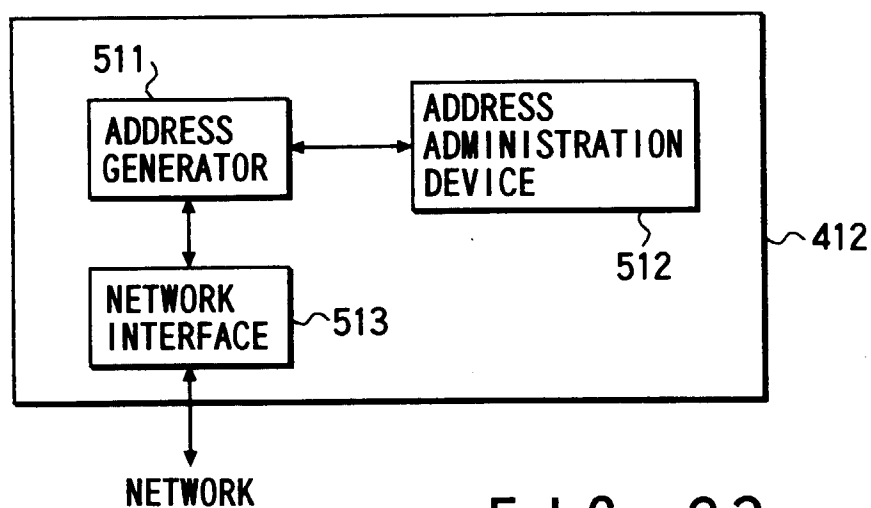 511
ADDRESS
GENERATOR
ADDRESS
ADMINISTRATION
DEVICE
512
412
NETWORK
INTERFACE
513
NETWORK